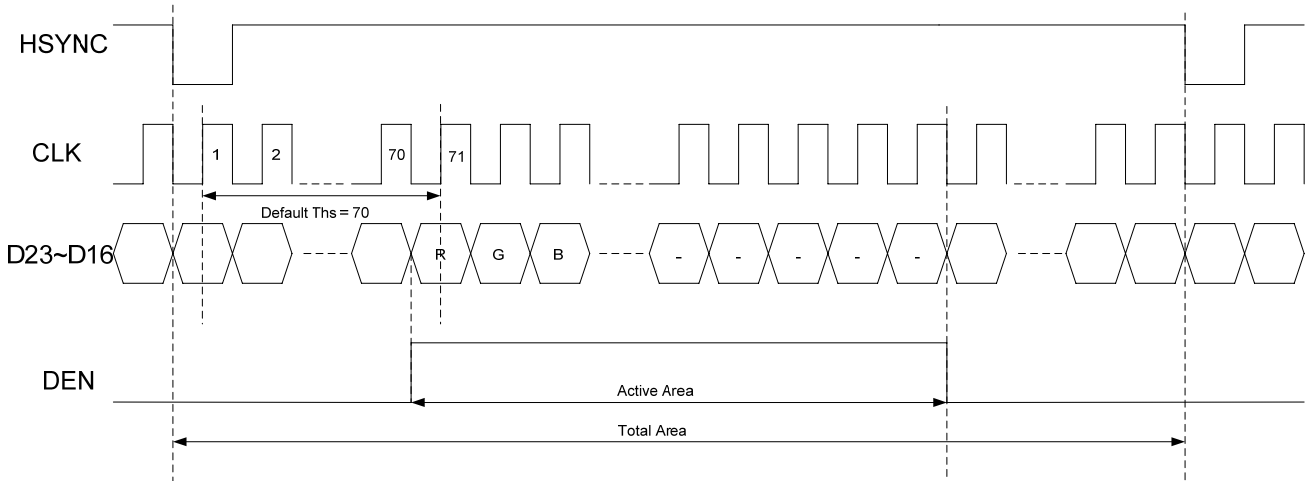 HSYNC
CLK
1 2 70 71
Default Ths = 70
D23~D16
R G B - - - - -
DEN
Active Area
Total Area